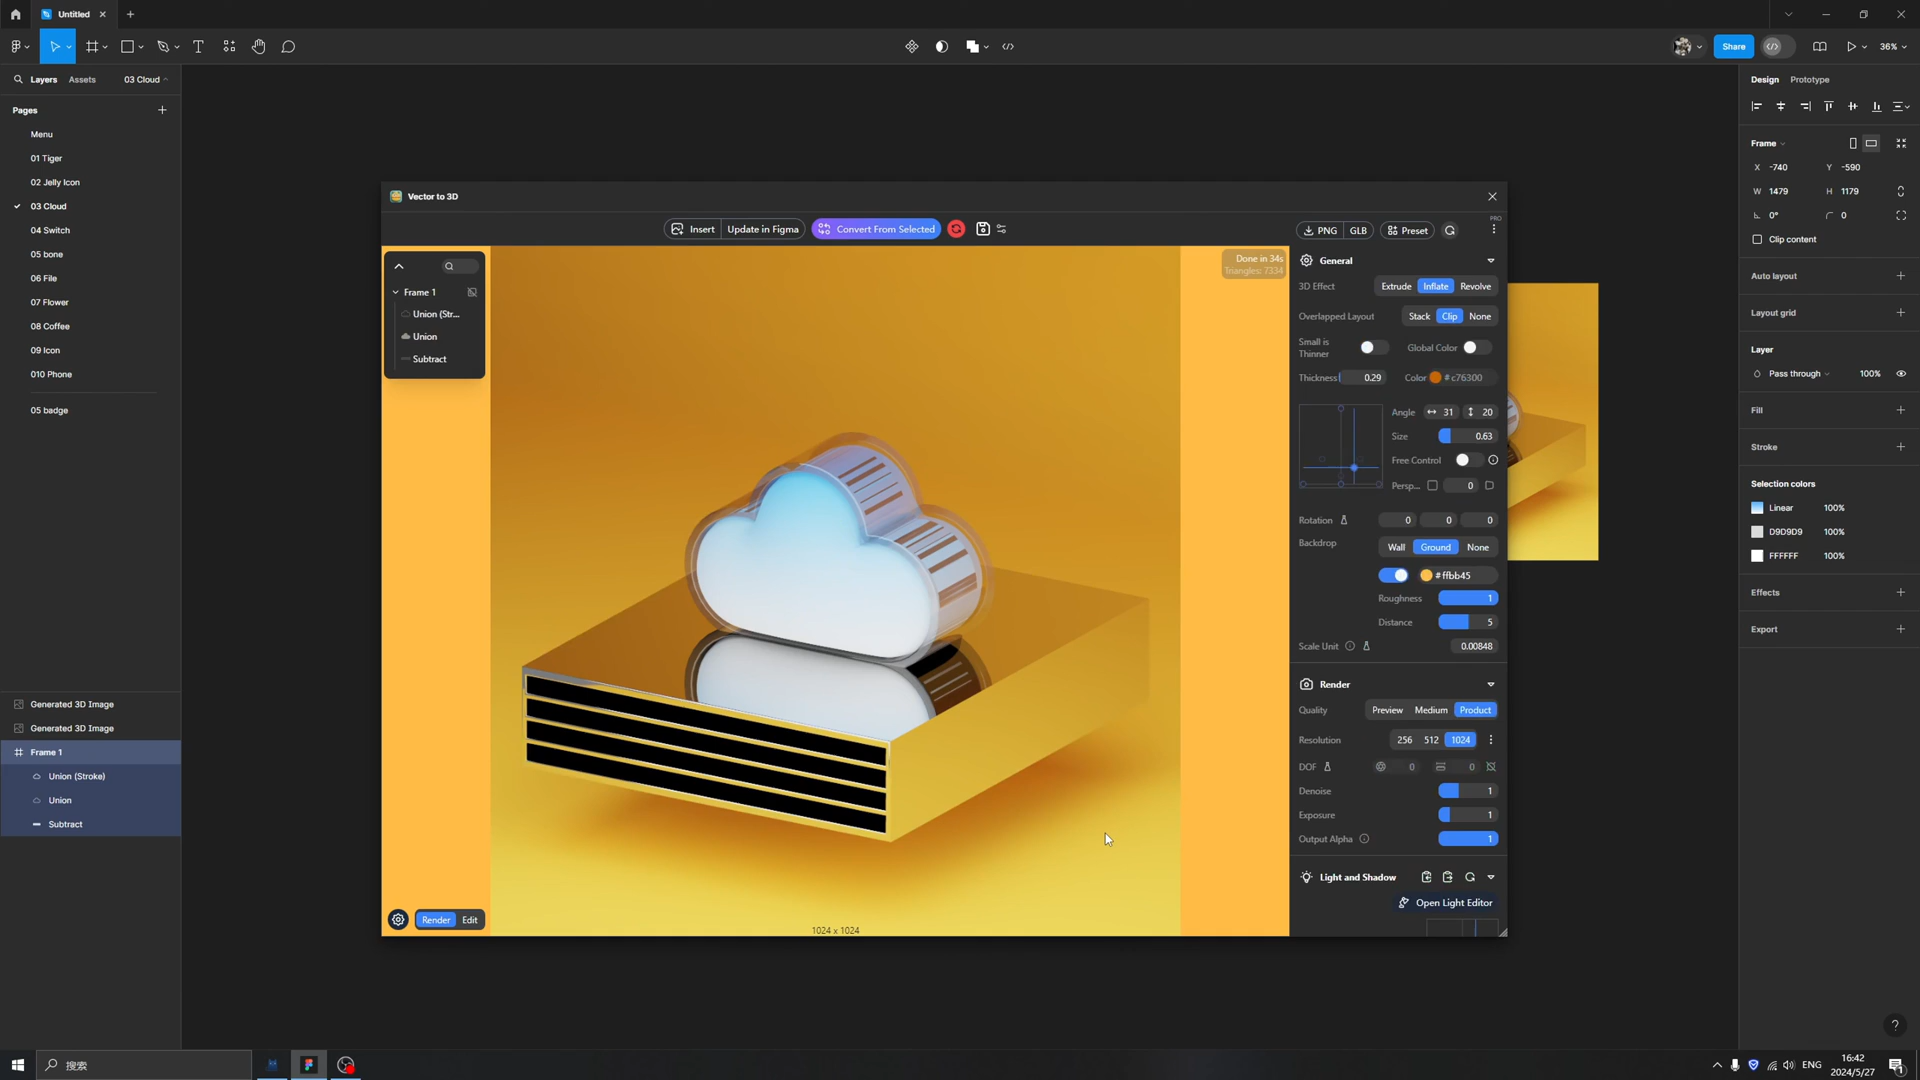 Untitled
36%
Share
Layers
Assets
03 Cloud
Pages
Menu
01 Tiger
02 Jelly Icon
03 Cloud
04 Switch
05 bone
06 File
07 Flower
08 Coffee
09 Icon
010 Phone
05 badge
Generated 3D Image
Generated 3D Image
Frame 1
Union (Stroke)
Union
Subtract
Vector to 3D
Insert
Update in Figma
Convert From Selected
PNG
GLB
Preset
PRO
Done in 34s
Triangles: 7334
Frame 1
Union (Str...
Union
Subtract
Render
Edit
1024 x 1024
General
3D Effect
Extrude
Inflate
Revolve
Overlapped Layout
Stack
Clip
None
Small is Thinner
Global Color
Thickness
0.29
Color
#c76300
Angle
31
20
Size
0.63
Free Control
Persp...
0
Rotation
0
0
0
Backdrop
Wall
Ground
None
#ffbb45
Roughness
1
Distance
5
Scale Unit
0.00848
Render
Quality
Preview
Medium
Product
Resolution
256
512
1024
DOF
0
0
Denoise
1
Exposure
1
Output Alpha
1
Light and Shadow
Open Light Editor
Design
Prototype
Frame
X
-740
Y
-590
W
1479
H
1179
0°
0
Clip content
Auto layout
Layout grid
Layer
Pass through
100%
Fill
Stroke
Selection colors
Linear
100%
D9D9D9
100%
FFFFFF
100%
Effects
Export
?
搜索
ENG
16:42
2024/5/27
1